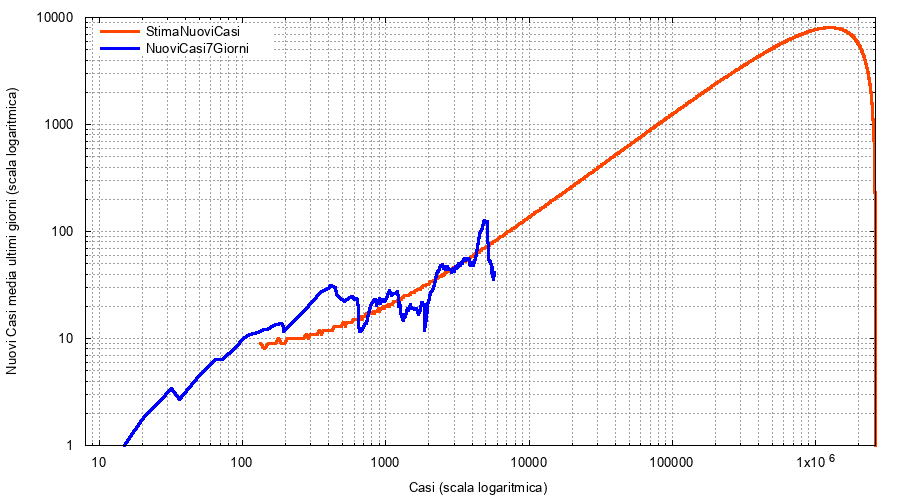 10000
1000
100
10
1
StimaNuoviCasi
NuoviCasi7Giorni
Nuovi Casi media ultimi giorni (scala logaritmica)
10 100 1000 10000 100000 1x10 6
Casi (scala logaritmica)